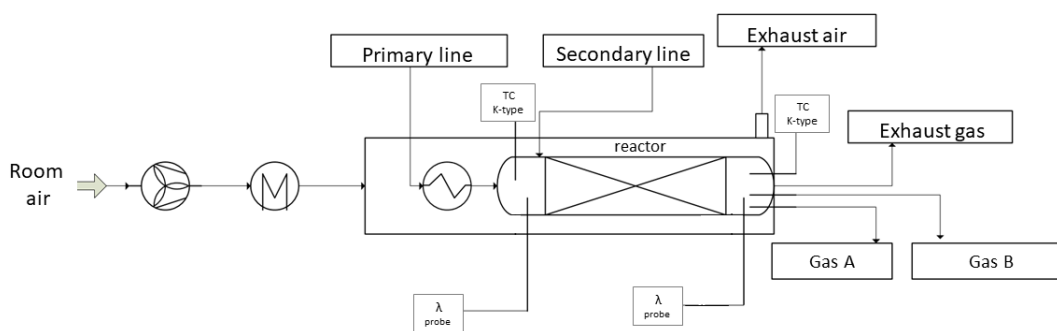 Exhaust air
Primary line
Secondary line
TC
K-type
TC
K-type
Exhaust gas
reactor
Room
air
Gas A
Gas B
λ
probe
λ
probe